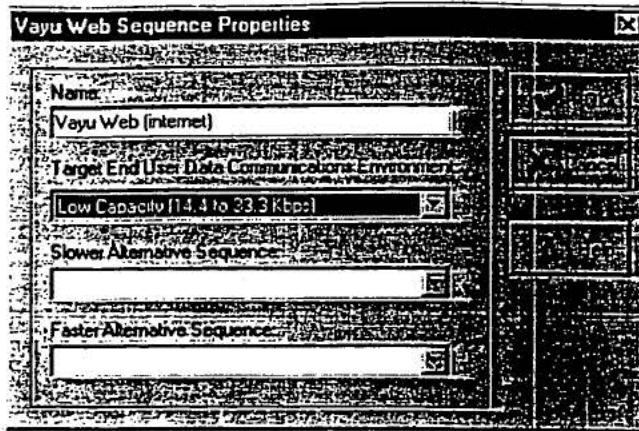 Vayu Web Sequence Properties
Name:
Vayu Web (internet)
Target End User Data Communications Environment:
Low Capacity (14.4 to 33.3 Kbps)
Slower Alternative Sequence:
Faster Alternative Sequence:
Cancel